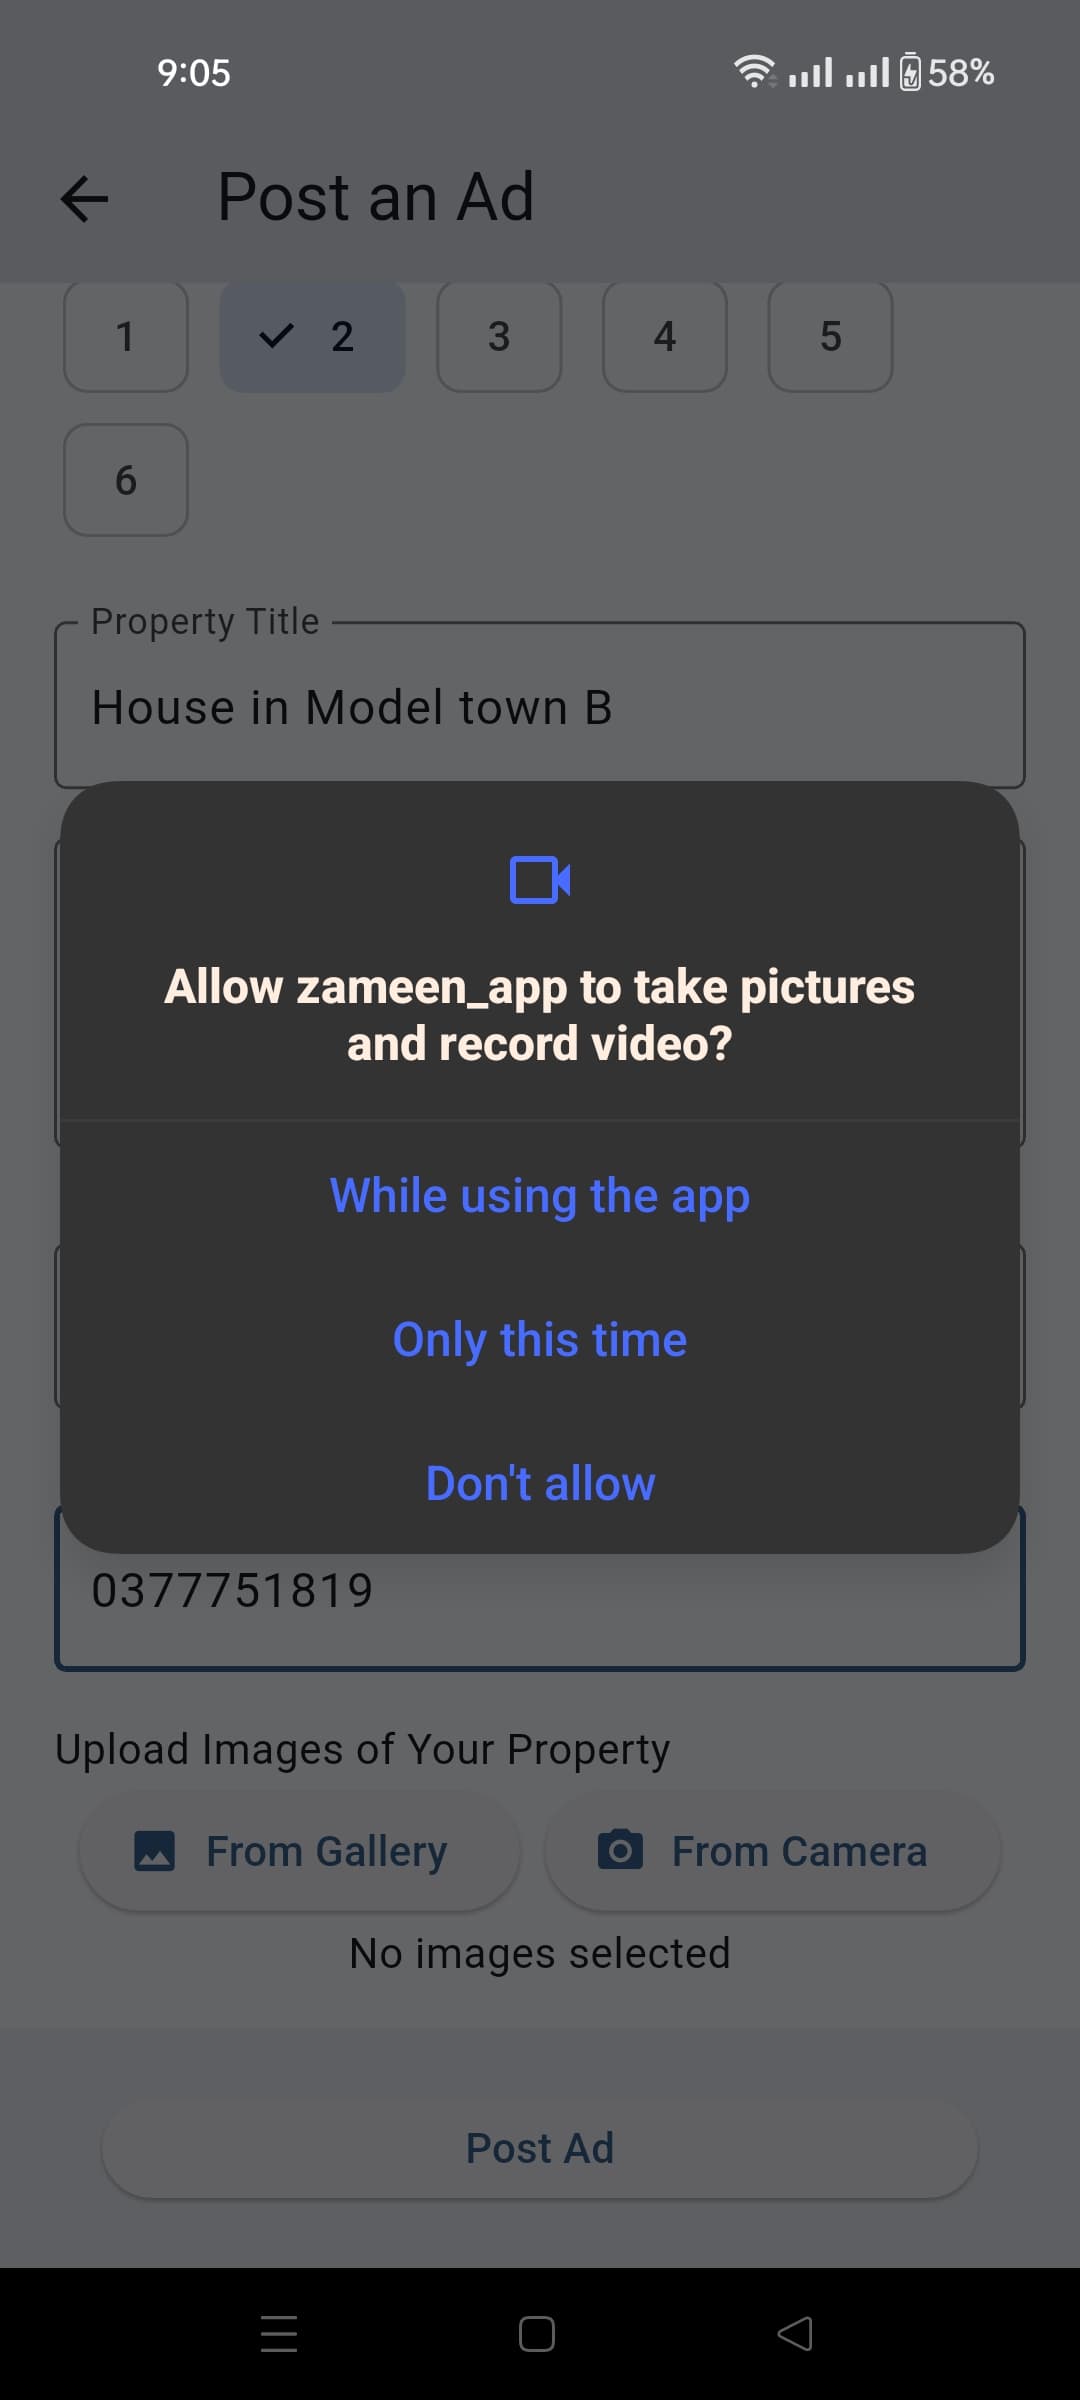 9:05
58%
Post an Ad
1
2
3
4
5
6
Property Title
House in Model town B
Allow zameen_app to take pictures
and record video?
While using the app
Only this time
Don't allow
0377751819
Upload Images of Your Property
From Gallery
From Camera
No images selected
Post Ad